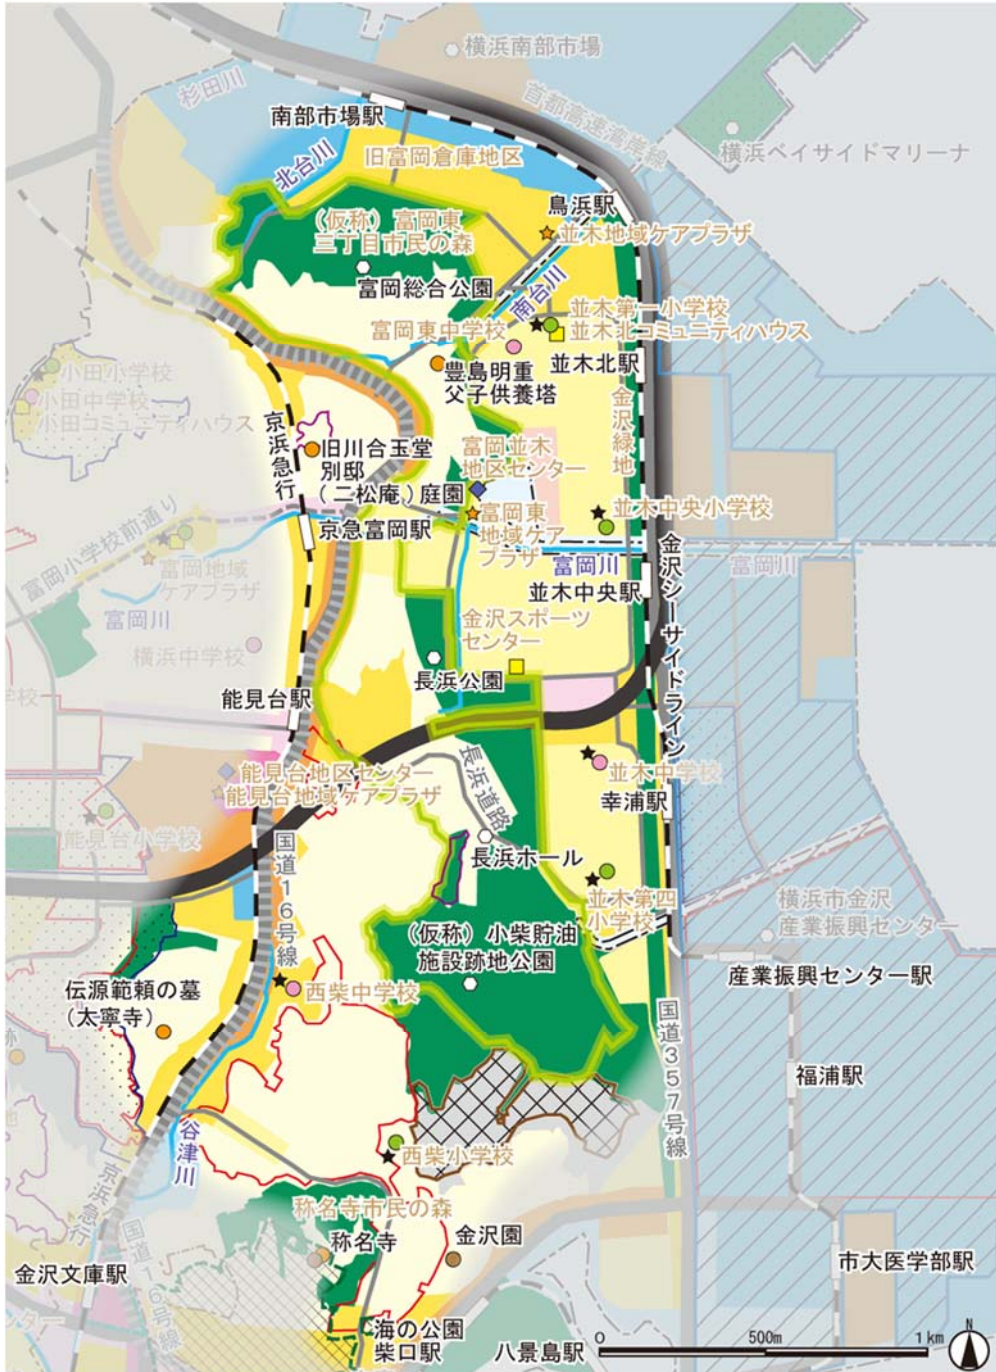 横浜南部市場
杉田川
首都高速湾岸線
南部市場駅
横浜ベイサイドマリーナ
北台川
旧富岡倉庫地区
鳥浜駅
(仮称)富岡東
三丁目市民の森
並木地域ケアプラザ
富岡総合公園
南台川
並木第一小学校
富岡東中学校
並木北コミュニティハウス
豊島明重
父子供養塔
並木北駅
小田小学校
小田中学校
小田コミュニティハウス
金沢緑地
京浜急行
旧川合玉堂
別邸
(二松庵)庭園
富岡並木
地区センター
並木中央小学校
富岡東
地域ケア
プラザ
京急富岡駅
富岡小学校前通り
富岡地域
ケアプラザ
富岡川
富岡川
富岡川
並木中央駅
金沢シーサイドライン
金沢スポーツ
センター
横浜中学校
長浜公園
学校
能見台駅
長浜道路
能見台地区センター
能見台地域ケアプラザ
並木中学校
幸浦駅
能見台小学校
国道16号線
長浜ホール
並木第四
小学校
横浜市金沢
産業振興センター
(仮称)小柴貯油
施設跡地公園
産業振興センター駅
西柴中学校
伝源範頼の墓
(太寧寺)
国道357号線
福浦駅
谷津川
西柴小学校
京浜急行
国道16号線
称名寺市民の森
称名寺
金沢園
金沢文庫駅
市大医学部駅
ンター
海の公園
柴口駅
八景島駅
0
500m
1km
N